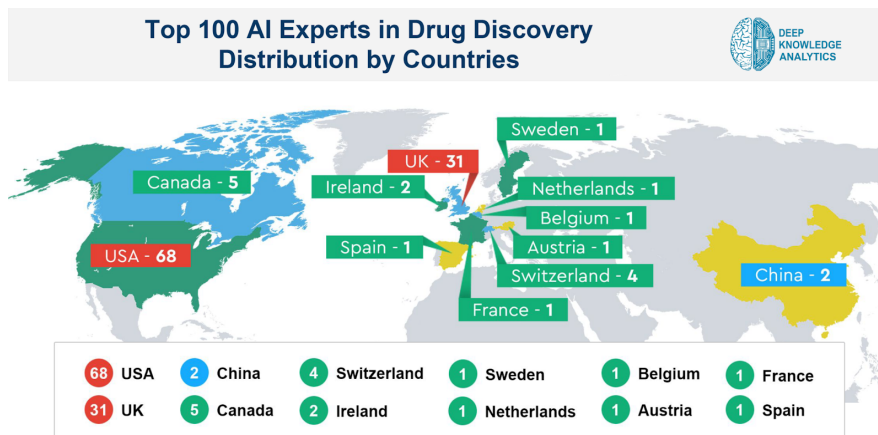 Top 100 AI Experts in Drug Discovery
Distribution by Countries
DEEP
KNOWLEDGE
ANALYTICS
Sweden - 1
UK - 31
Canada - 5
Ireland - 2
Netherlands - 1
Belgium - 1
USA - 68
Spain - 1
Austria - 1
Switzerland - 4
China - 2
France - 1
68 USA
2 China
4 Switzerland
1 Sweden
1 Belgium
1 France
31 UK
5 Canada
2 Ireland
1 Netherlands
1 Austria
1 Spain